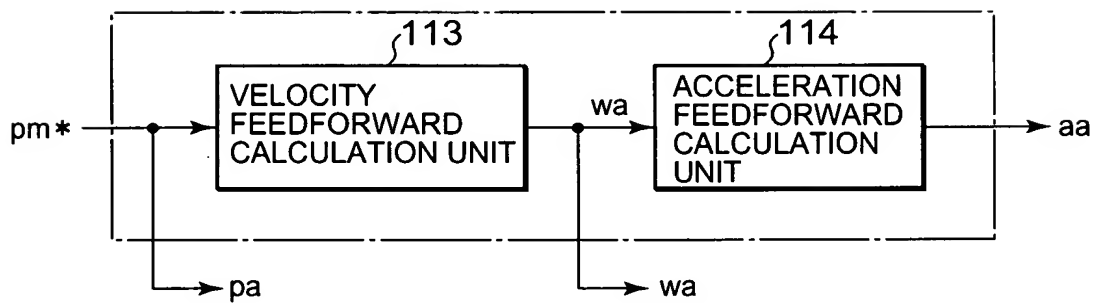 113
114
VELOCITY
FEEDFORWARD
CALCULATION UNIT
ACCELERATION
FEEDFORWARD
CALCULATION
UNIT
pm*
wa
aa
pa
wa